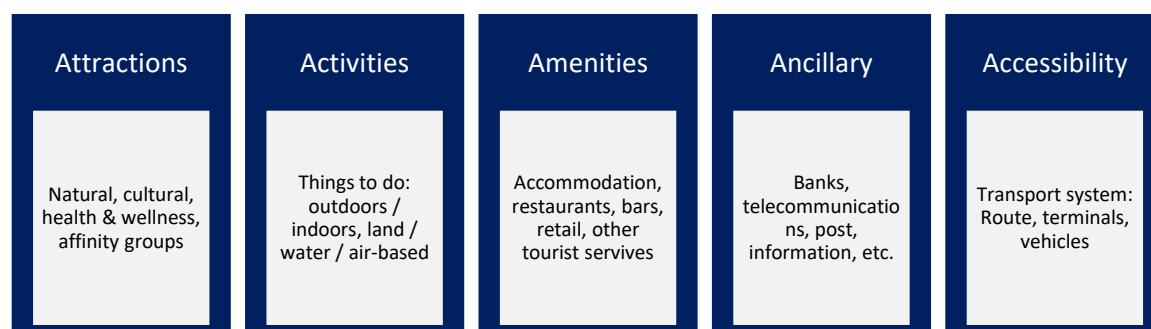 Attractions
Natural, cultural,
health & wellness,
affinity groups
Activities
Things to do:
outdoors /
indoors, land /
water / air-based
Amenities
Accommodation,
restaurants, bars,
retail, other
tourist servives
Ancillary
Banks,
telecommunicatio
ns, post,
information, etc.
Accessibility
Transport system:
Route, terminals,
vehicles